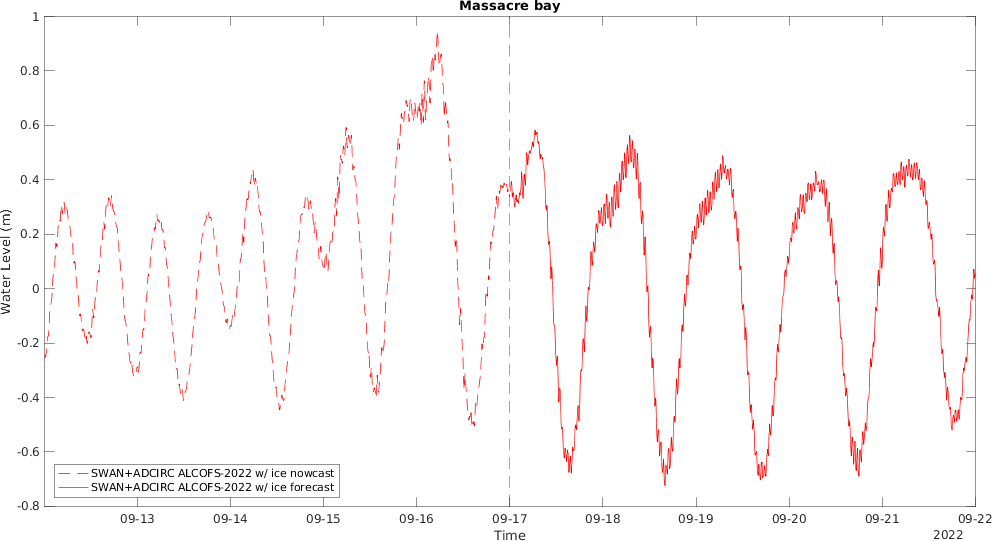 Massacre bay
Water Level (m)
1
0.8
0.6
0.4
0.2
0
-0.2
-0.4
-0.6
-0.8
SWAN+ADCIRC ALCOFS-2022 w/ ice nowcast
SWAN+ADCIRC ALCOFS-2022 w/ ice forecast
09-13 09-14 09-15 09-16 09-17 09-18 09-19 09-20 09-21 09-22
Time
2022